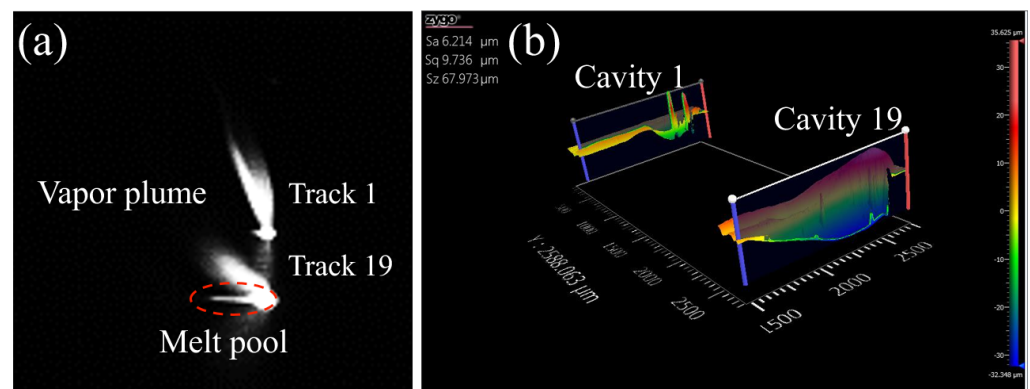 (a)
Vapor plume
Track 1
Track 19
Melt pool
zygo
Sa 6.214 µm
Sq 9.736 µm
Sz 67.973 µm
(b)
Cavity 1
Cavity 19
35.625 µm
30
20
10
0
-10
-20
-30
-32.348 µm
500
1000
1500
2000
2500
Y: 2588.063 µm
1500
2000
2500